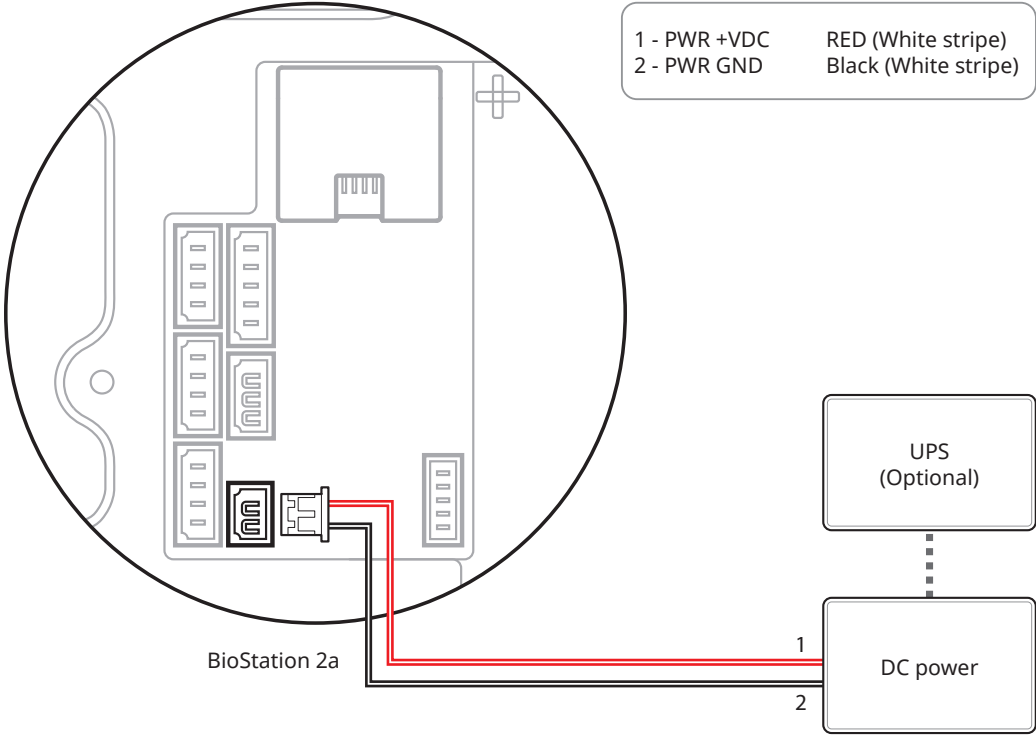 1 - PWR +VDC RED (White stripe)
2 - PWR GND Black (White stripe)
UPS
(Optional)
BioStation 2a
1
DC power
2